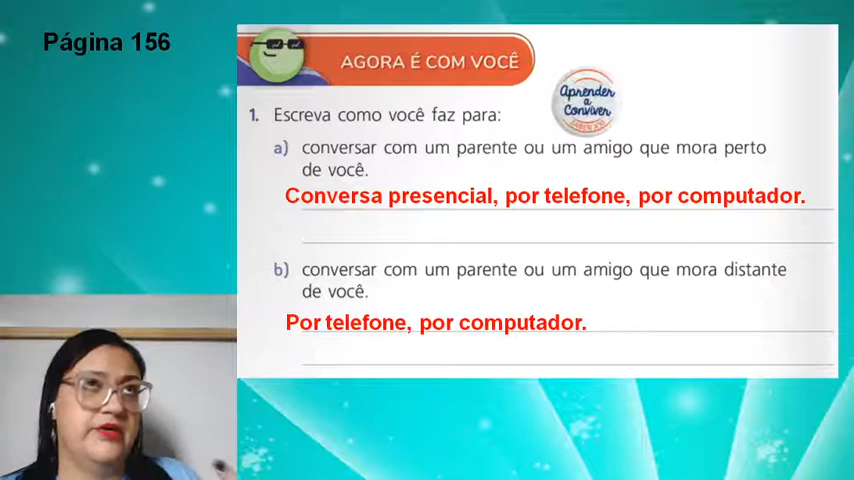 Página 156
AGORA É COM VOCÊ
Aprender
a
Conviver
1. Escreva como você faz para:
a) conversar com um parente ou um amigo que mora perto
de você.
Conversa presencial, por telefone, por computador.
b) conversar com um parente ou um amigo que mora distante
de você.
Por telefone, por computador.